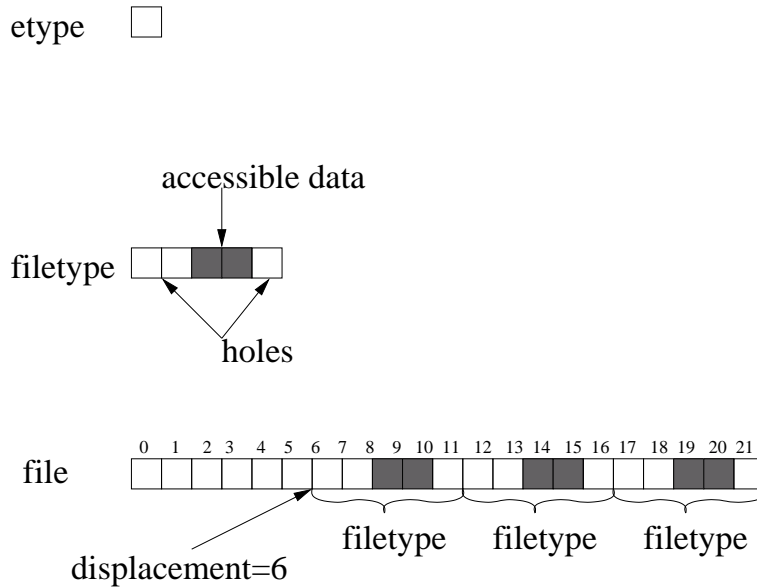 etype
accessible data
filetype
holes
0 1 2 3 4 5 6 7 8 9 10 11 12 13 14 15 16 17 18 19 20 21
file
filetype filetype filetype
displacement=6